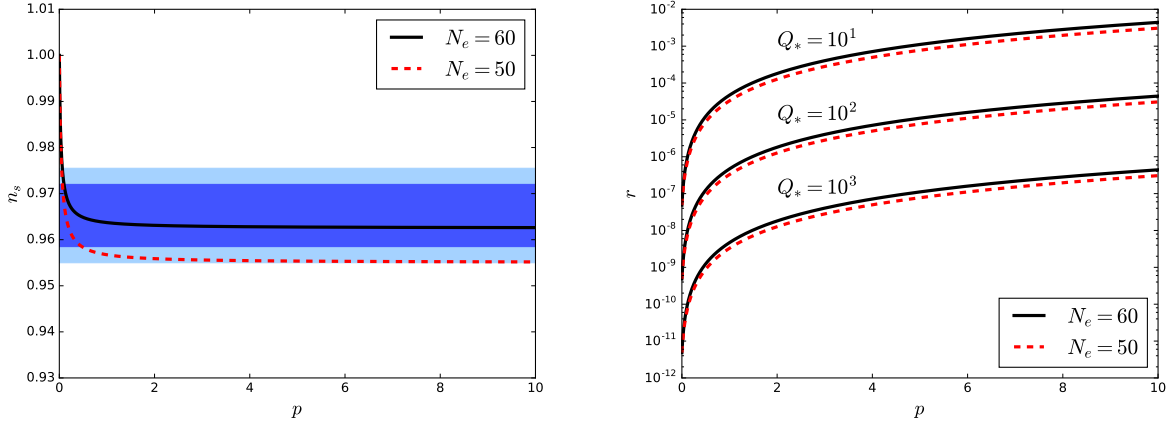 1.01
1.00
0.99
0.98
0.97
0.96
0.95
0.94
0.93
n_s
0 2 4 6 8 10
p
N_e = 60
N_e = 50
10^{-2}
10^{-3}
10^{-4}
10^{-5}
10^{-6}
10^{-7}
10^{-8}
10^{-9}
10^{-10}
10^{-11}
10^{-12}
r
Q_* = 10^1
Q_* = 10^2
Q_* = 10^3
N_e = 60
N_e = 50
0 2 4 6 8 10
p